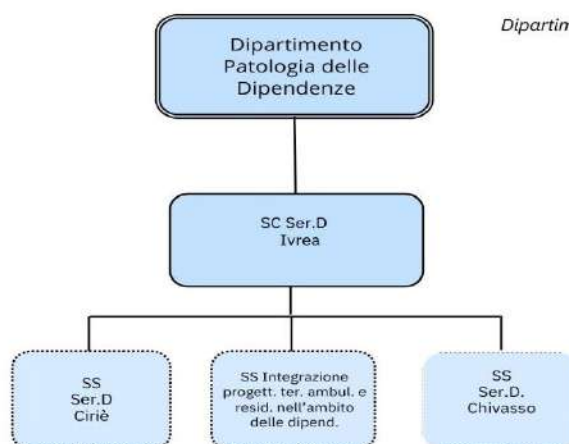 Dipartim
Dipartimento
Patologia delle
Dipendenze
SC Ser.D
Ivrea
SS
Ser.D
Ciriè
SS Integrazione
progett. ter. ambul. e
resid. nell'ambito
delle dipend.
SS
Ser.D.
Chivasso